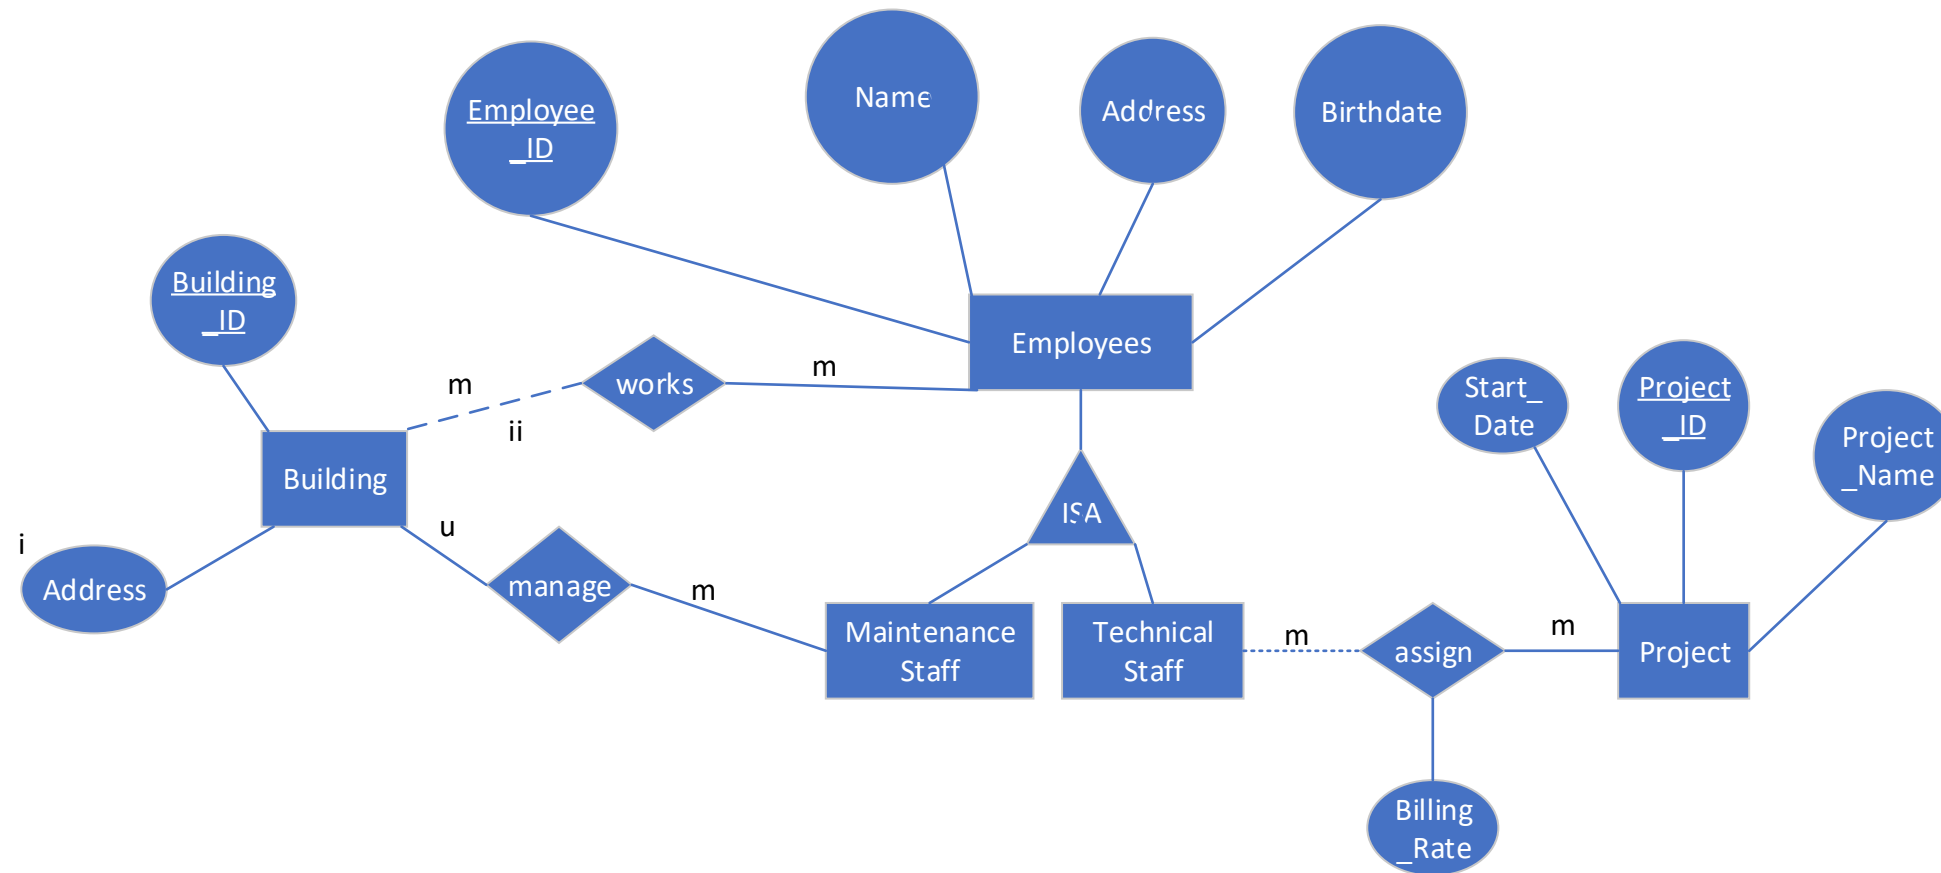 Employee
_ID
Name
Address
Birthdate
Building
_ID
Employees
works
m
m
ii
Start_
Date
Project
_ID
Project
_Name
Building
ISA
u
i
Address
manage
m
Maintenance
Staff
Technical
Staff
m
assign
m
Project
Billing
_Rate